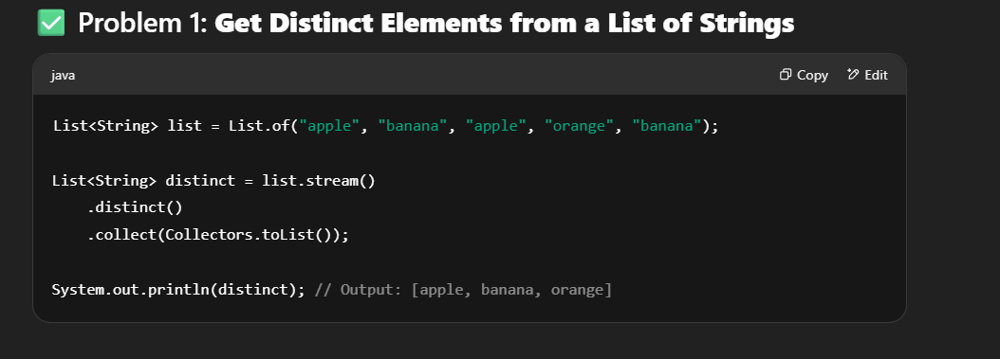 ✅ Problem 1: Get Distinct Elements from a List of Strings
java Copy Edit
List<String> list = List.of("apple", "banana", "apple", "orange", "banana");
List<String> distinct = list.stream()
    .distinct()
    .collect(Collectors.toList());
System.out.println(distinct); // Output: [apple, banana, orange]